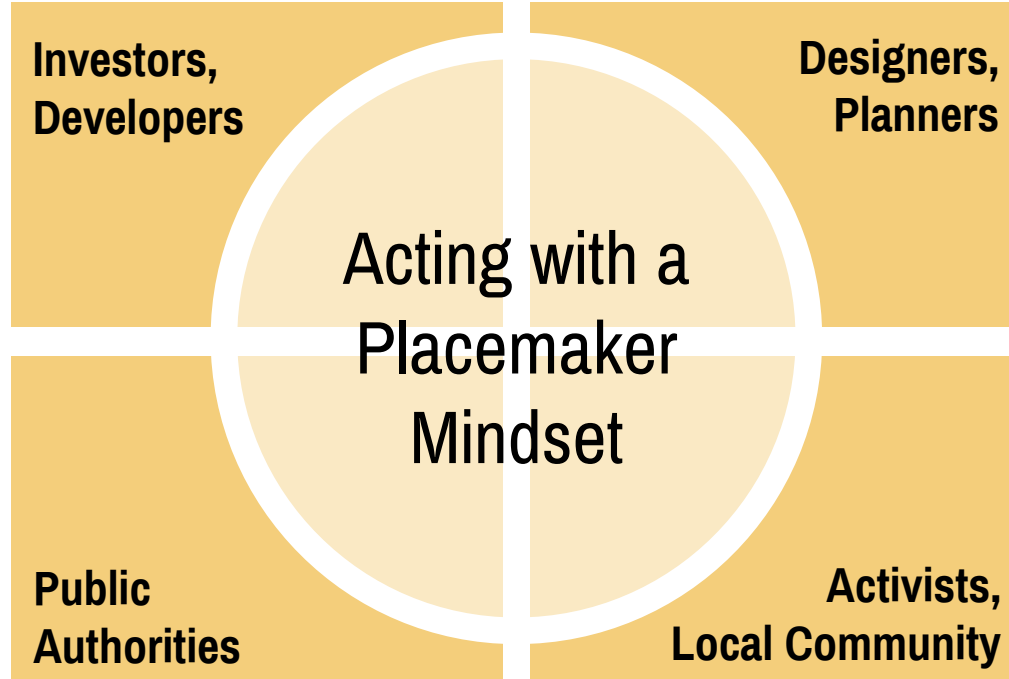 Investors,
Developers
Designers,
Planners
Acting with a
Placemaker
Mindset
Public
Authorities
Activists,
Local Community